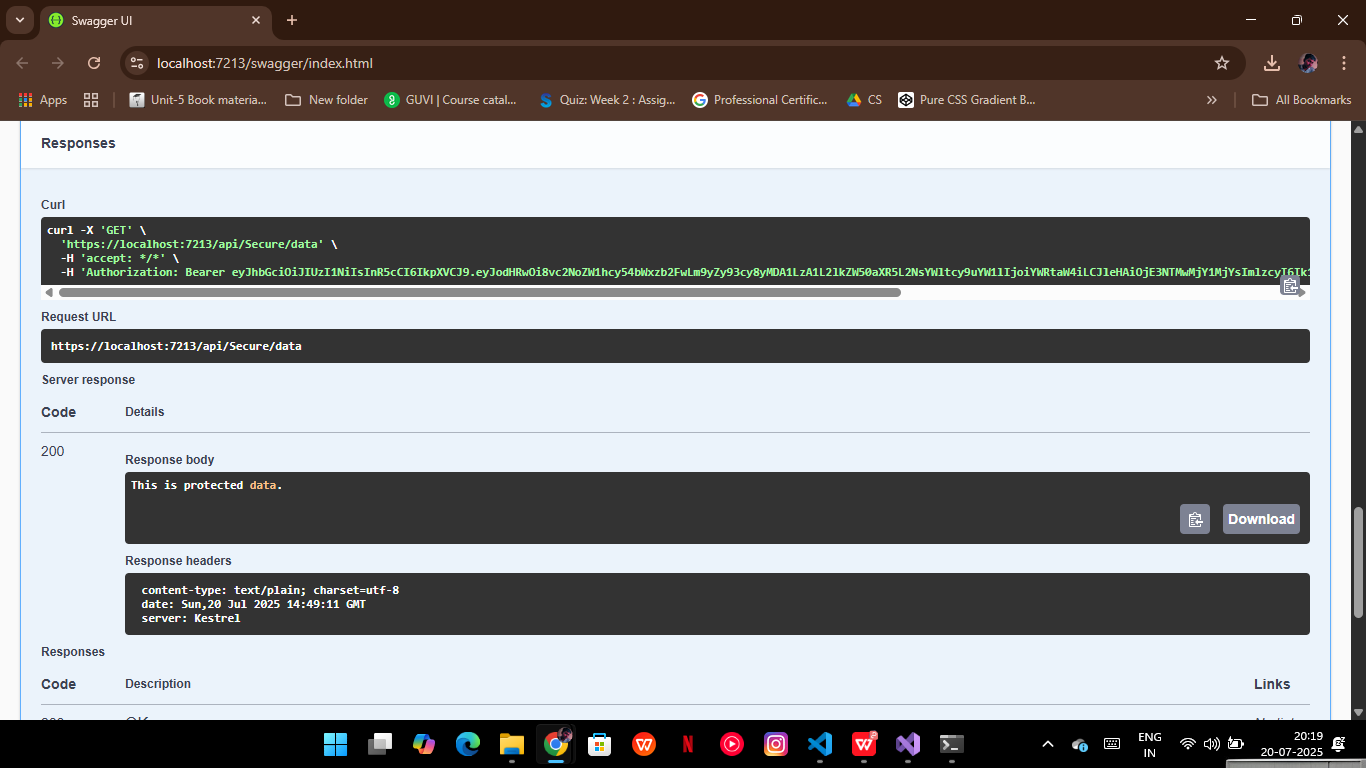 Swagger UI
localhost:7213/swagger/index.html
Apps
Unit-5 Book materia...
New folder
GUVI | Course catal...
Quiz: Week 2 : Assig...
Professional Certific...
CS
Pure CSS Gradient B...
All Bookmarks
Responses
Curl
curl -X 'GET' \
'https://localhost:7213/api/Secure/data' \
-H 'accept: */*' \
-H 'Authorization: Bearer
Request URL
https://localhost:7213/api/Secure/data
Server response
Code Details
200
Response body
This is protected data.
Download
Response headers
content-type: text/plain; charset=utf-8
date: Sun,20 Jul 2025 14:49:11 GMT
server: Kestrel
Responses
Code Description Links
ENG
IN
20:19
20-07-2025